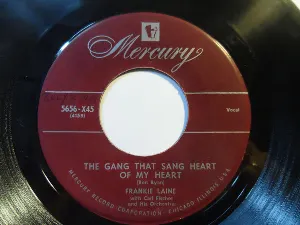 Mercury
5656-X45
Vocal
(4189)
THE GANG THAT SANG HEART
OF MY HEART
(Ben Ryan)
FRANKIE LAINE
with Carl Fischer
and His Orchestra
MERCURY RECORD CORPORATION - CHICAGO, ILLINOIS, U.S.A.